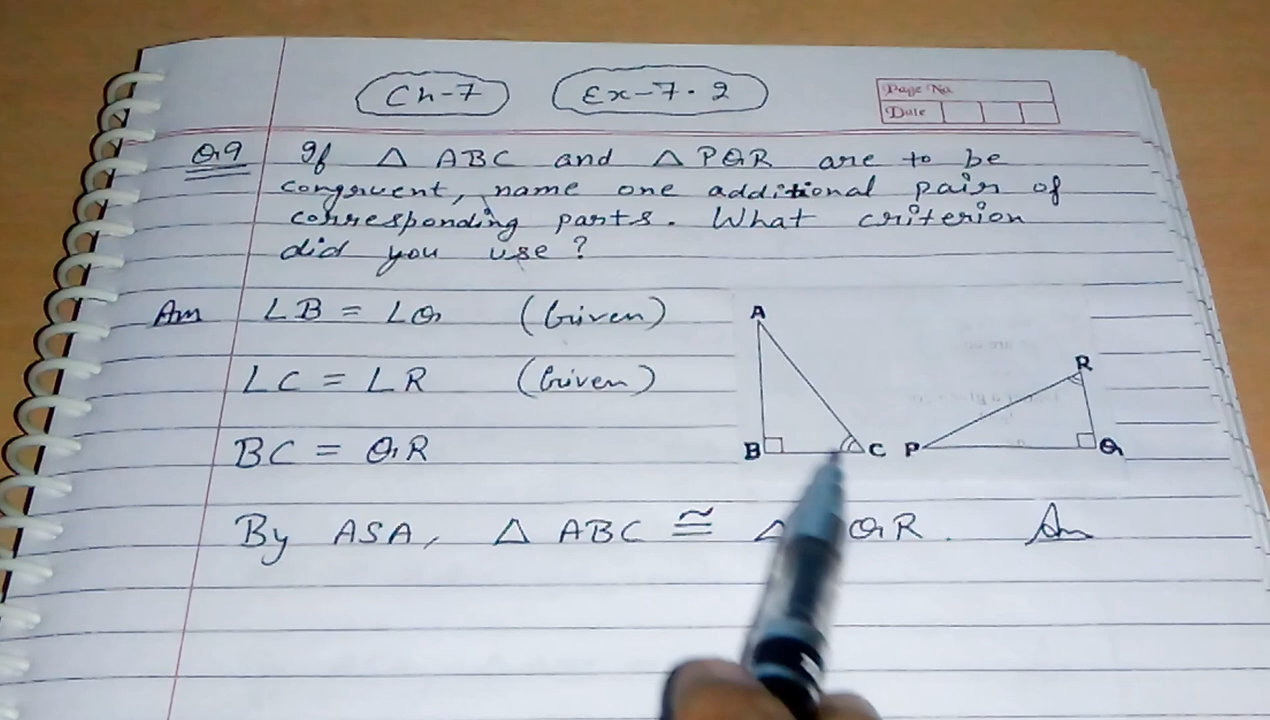 Ch-7 Ex-7.2
Page No.
Date
Q.9 If △ ABC and △ PQR are to be
congruent, name one additional pair of
corresponding parts. What criterion
did you use?
Ans ∠B = ∠Q (Given)
∠C = ∠R (Given)
BC = QR
By ASA, △ ABC ≅ △ QR. Ans
A
B
C
P
R
Q